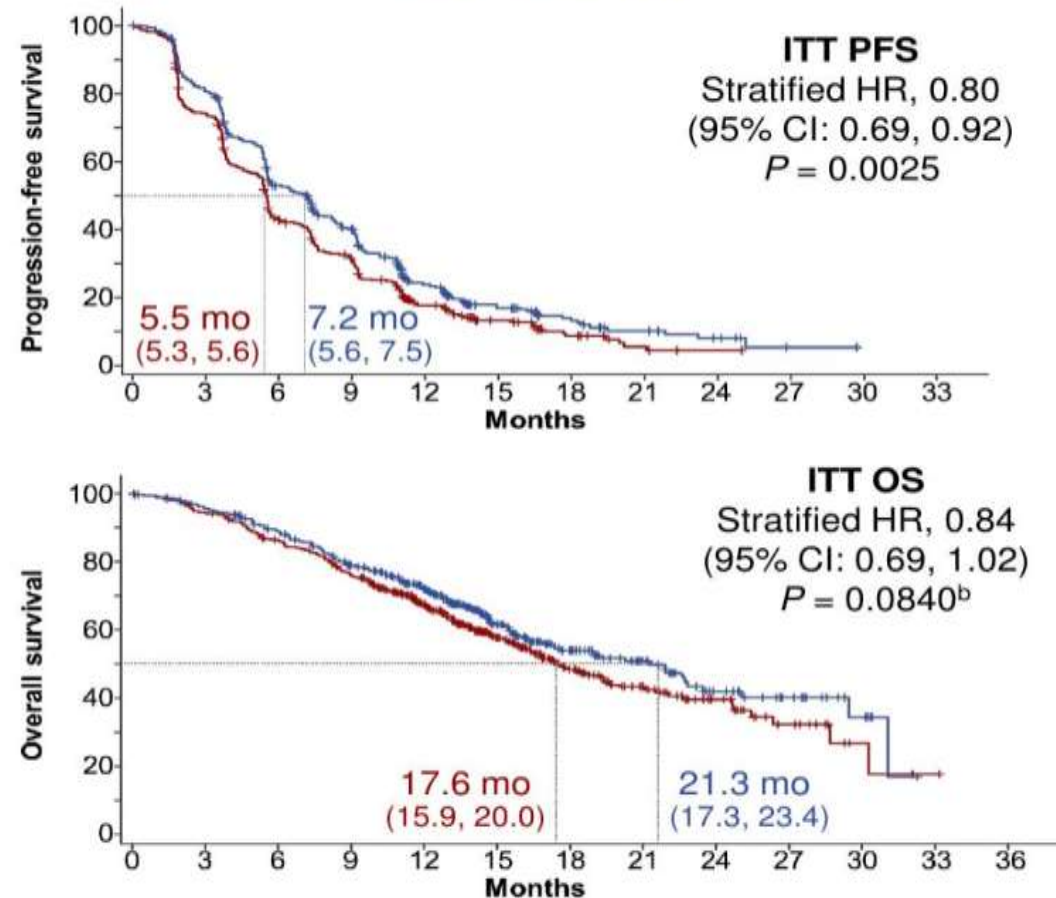 ITT PFS
Stratified HR, 0.80
(95% CI: 0.69, 0.92)
P = 0.0025
Progression-free survival
100
80
60
40
20
0
5.5 mo
(5.3, 5.6)
7.2 mo
(5.6, 7.5)
0 3 6 9 12 15 18 21 24 27 30 33
Months
ITT OS
Stratified HR, 0.84
(95% CI: 0.69, 1.02)
P = 0.0840ᵇ
Overall survival
100
80
60
40
20
0
17.6 mo
(15.9, 20.0)
21.3 mo
(17.3, 23.4)
0 3 6 9 12 15 18 21 24 27 30 33 36
Months